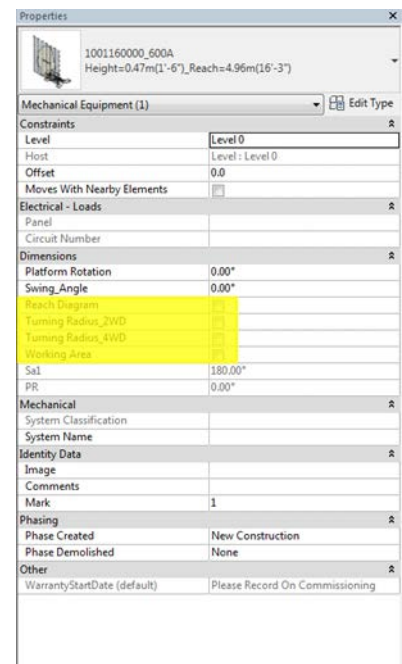 Properties
1001160000_600A
Height=0.47m(1'-6")_Reach=4.96m(16'-3")
Mechanical Equipment (1) Edit Type
Constraints
Level Level 0
Host Level : Level 0
Offset 0.0
Moves With Nearby Elements
Electrical - Loads
Panel
Circuit Number
Dimensions
Platform Rotation 0.00°
Swing_Angle 0.00°
Reach Diagram
Turning Radius_2WD
Turning Radius_4WD
Working Area
Sa1 180.00°
PR 0.00°
Mechanical
System Classification
System Name
Identity Data
Image
Comments
Mark 1
Phasing
Phase Created New Construction
Phase Demolished None
Other
WarrantyStartDate (default) Please Record On Commissioning